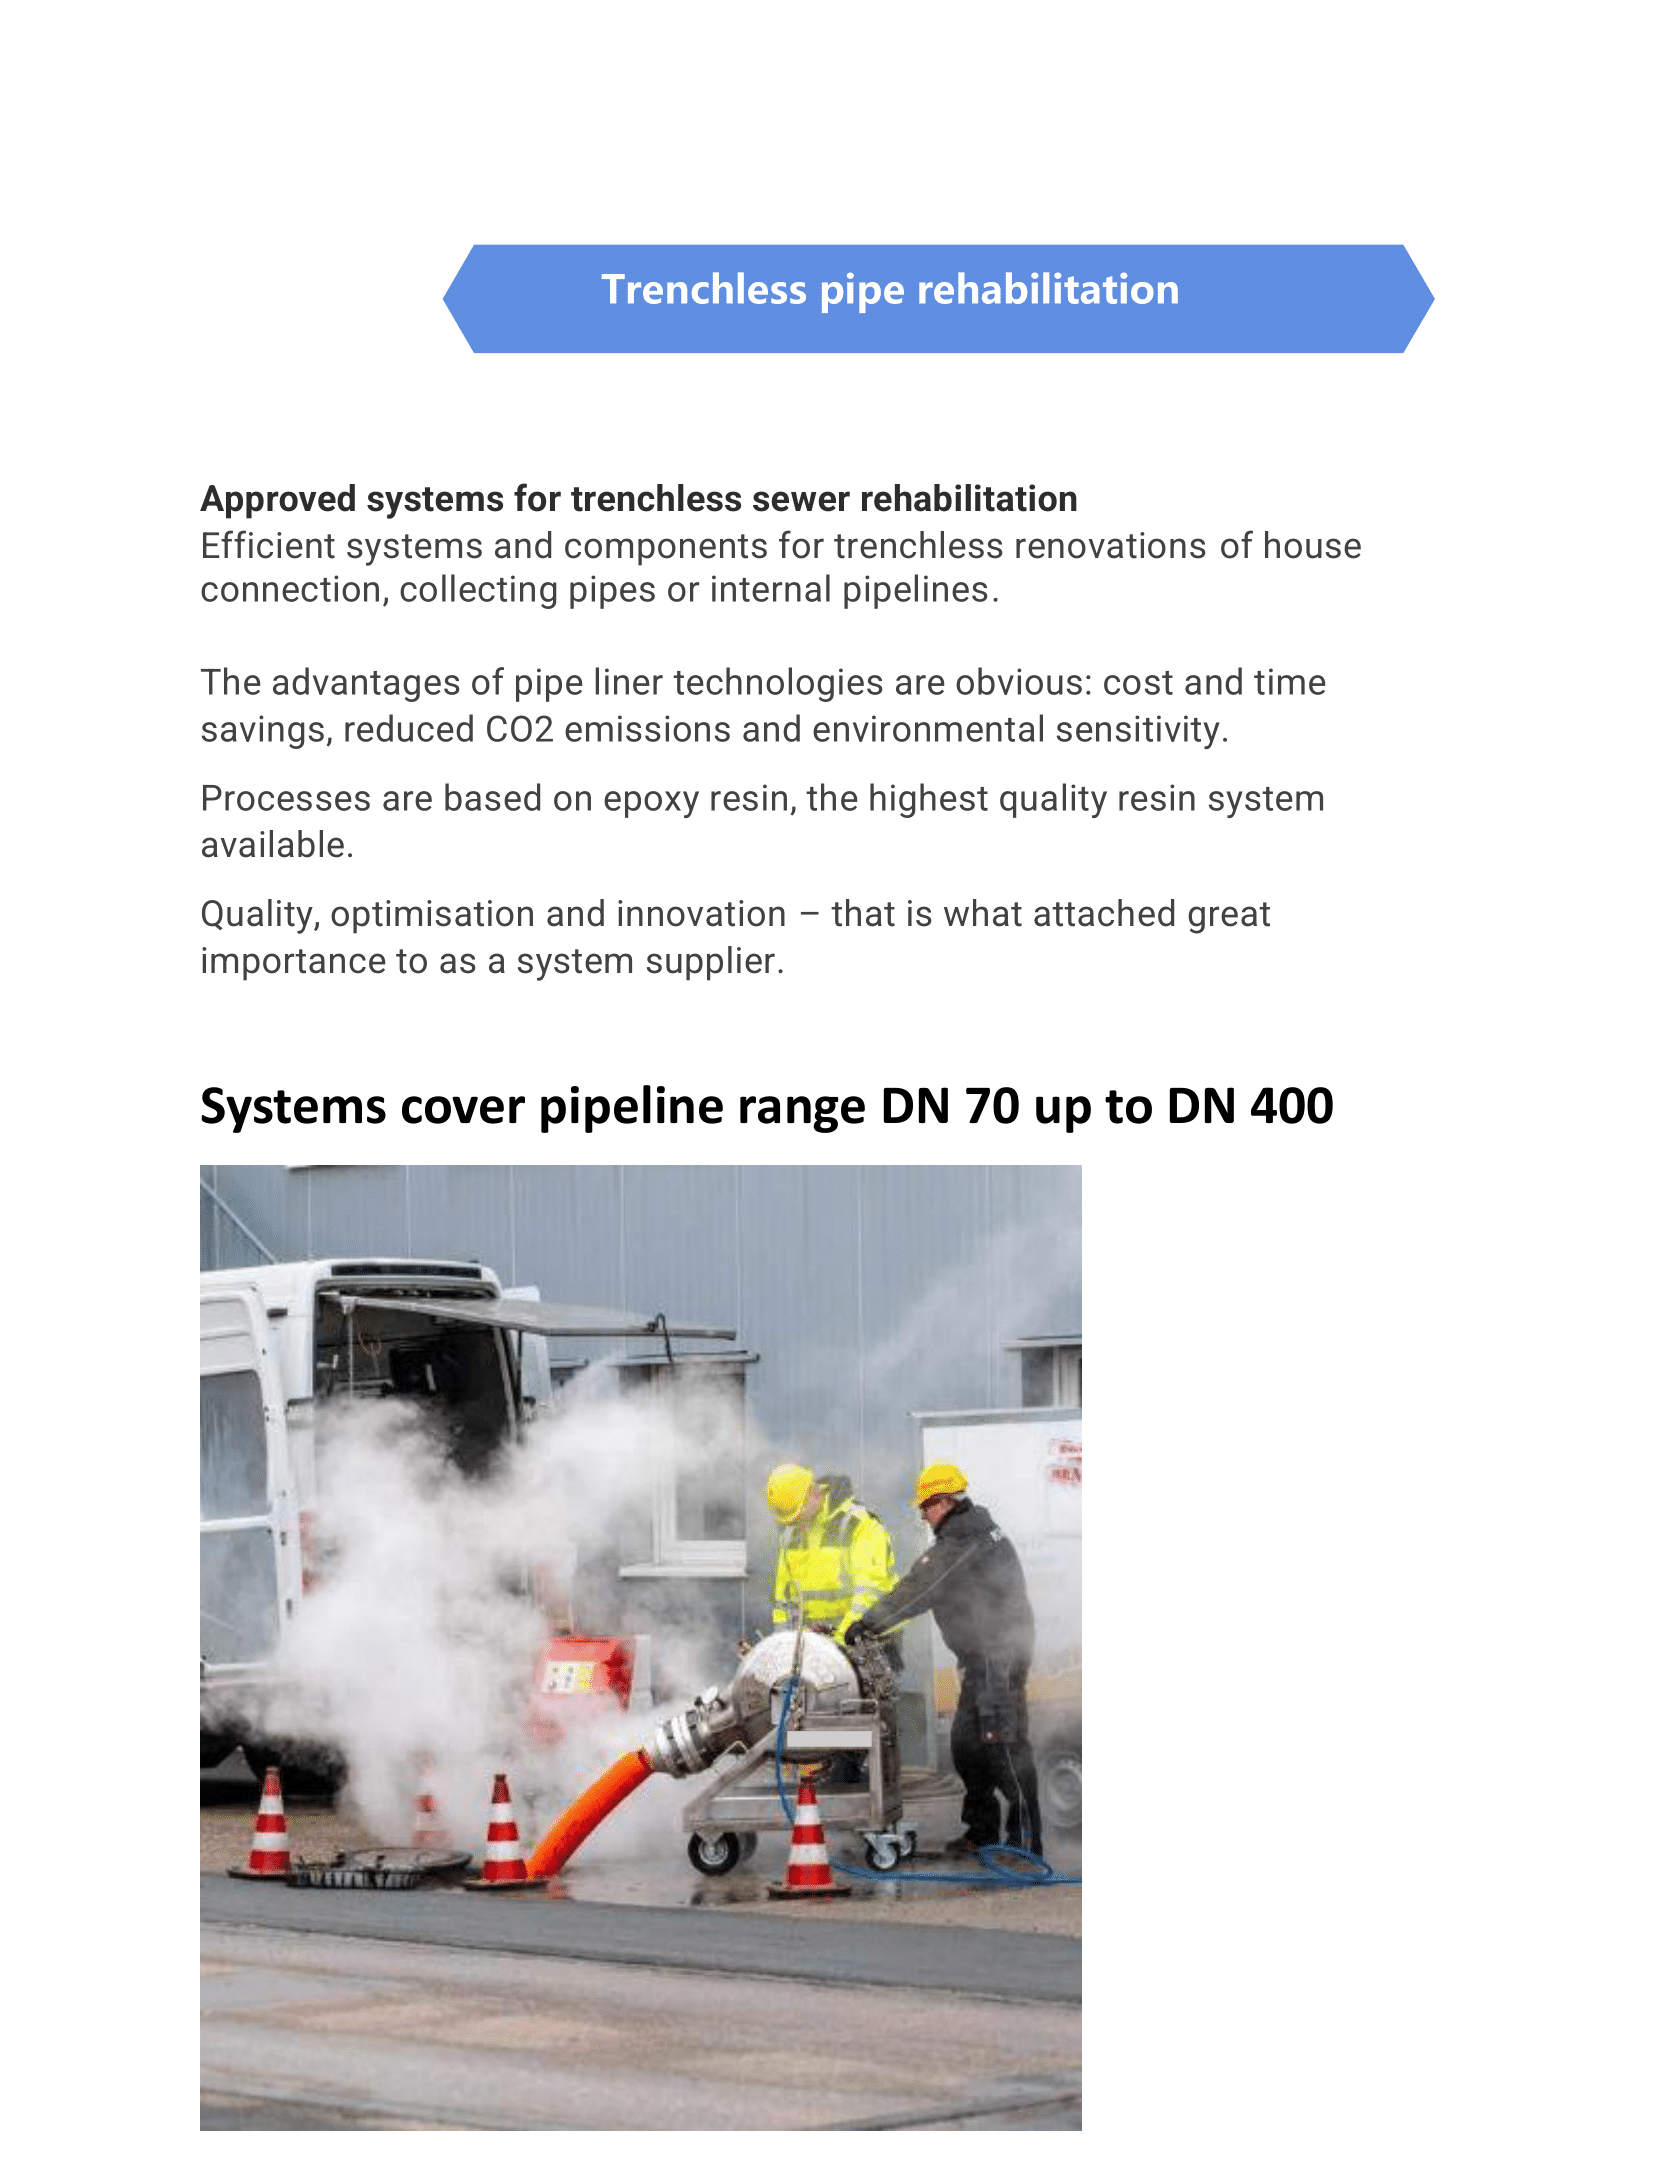 Trenchless pipe rehabilitation
Approved systems for trenchless sewer rehabilitation
Efficient systems and components for trenchless renovations of house
connection, collecting pipes or internal pipelines.
The advantages of pipe liner technologies are obvious: cost and time
savings, reduced CO2 emissions and environmental sensitivity.
Processes are based on epoxy resin, the highest quality resin system
available.
Quality, optimisation and innovation – that is what attached great
importance to as a system supplier.
Systems cover pipeline range DN 70 up to DN 400